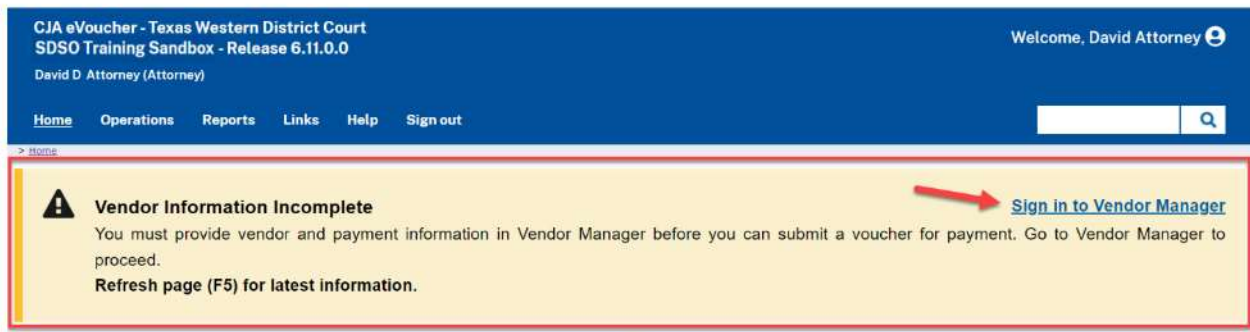 CJA eVoucher - Texas Western District Court
SDSO Training Sandbox - Release 6.11.0.0
David D Attorney (Attorney)
Welcome, David Attorney
Home Operations Reports Links Help Sign out
> Home
Vendor Information Incomplete
Sign in to Vendor Manager
You must provide vendor and payment information in Vendor Manager before you can submit a voucher for payment. Go to Vendor Manager to
proceed.
Refresh page (F5) for latest information.